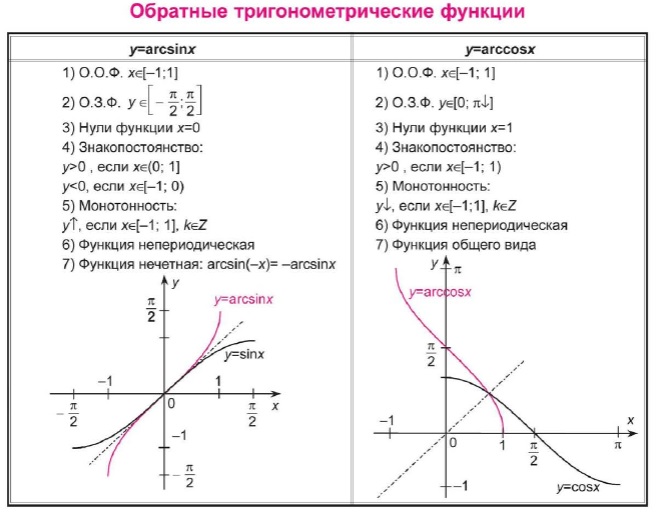 Обратные тригонометрические функции
y=arcsinx
1) О.О.Ф. x∈[–1;1]
2) О.З.Ф. y∈[–π/2;π/2]
3) Нули функции x=0
4) Знакопостоянство:
y>0 , если x∈(0; 1]
y<0, если x∈[–1; 0)
5) Монотонность:
y↑, если x∈[–1; 1], k∈Z
6) Функция непериодическая
7) Функция нечетная: arcsin(–x)= –arcsinx
y
π/2
y=arcsinx
y=sinx
–1
1
–π/2
0
π/2
x
–1
–π/2
y=arccosx
1) О.О.Ф. x∈[–1; 1]
2) О.З.Ф. y∈[0; π↓]
3) Нули функции x=1
4) Знакопостоянство:
y>0 , если x∈[–1; 1)
5) Монотонность:
y↓, если x∈[–1;1], k∈Z
6) Функция непериодическая
7) Функция общего вида
y
π
y=arccosx
π/2
–1
x
0
1
π/2
π
–1
y=cosx